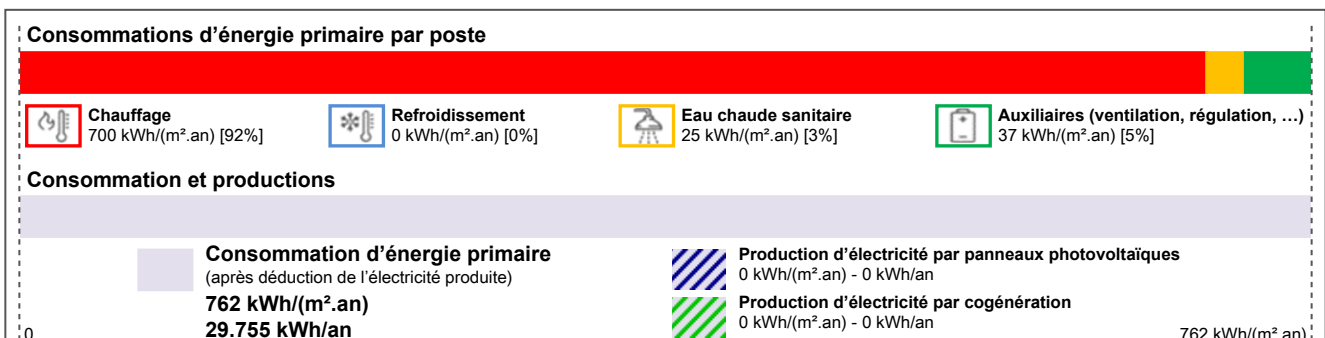 Consommations d'énergie primaire par poste
Chauffage
700 kWh/(m².an) [92%]
Refroidissement
0 kWh/(m².an) [0%]
Eau chaude sanitaire
25 kWh/(m².an) [3%]
Auxiliaires (ventilation, régulation, …)
37 kWh/(m².an) [5%]
Consommation et productions
Consommation d'énergie primaire
(après déduction de l'électricité produite)
762 kWh/(m².an)
29.755 kWh/an
Production d'électricité par panneaux photovoltaïques
0 kWh/(m².an) - 0 kWh/an
Production d'électricité par cogénération
0 kWh/(m².an) - 0 kWh/an
0
762 kWh/(m².an)